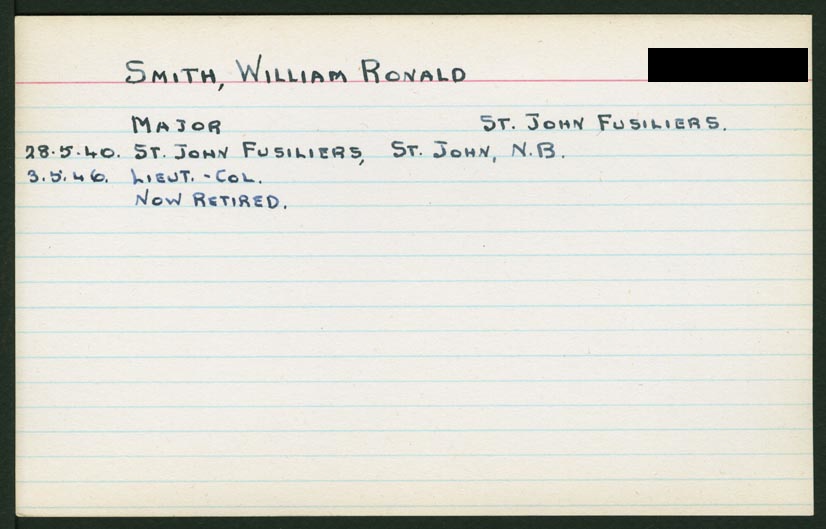 SMITH, WILLIAM RONALD
MAJOR ST. JOHN FUSILIERS.
28.5.40. ST. JOHN FUSILIERS, ST. JOHN, N.B.
3.5.46. LIEUT.-COL.
NOW RETIRED.